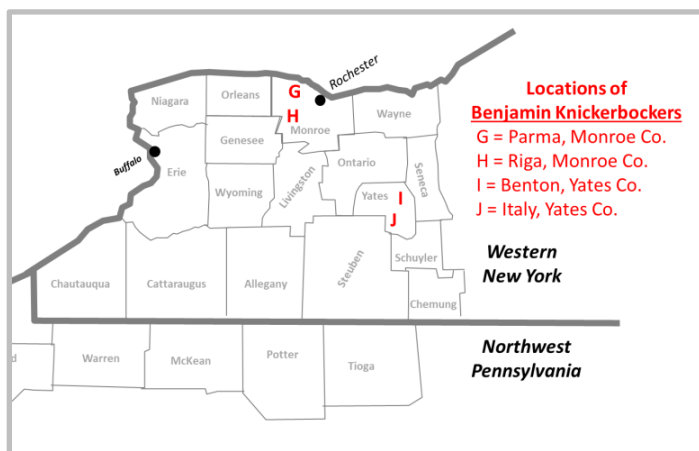 Rochester
G
H
Niagara
Orleans
Monroe
Wayne
Genesee
Buffalo
Erie
Wyoming
Livingston
Ontario
Seneca
Yates
I
J
Chautauqua
Cattaraugus
Allegany
Steuben
Schuyler
Chemung
d
Warren
McKean
Potter
Tioga
Locations of
Benjamin Knickerbockers
G = Parma, Monroe Co.
H = Riga, Monroe Co.
I = Benton, Yates Co.
J = Italy, Yates Co.
Western
New York
Northwest
Pennsylvania